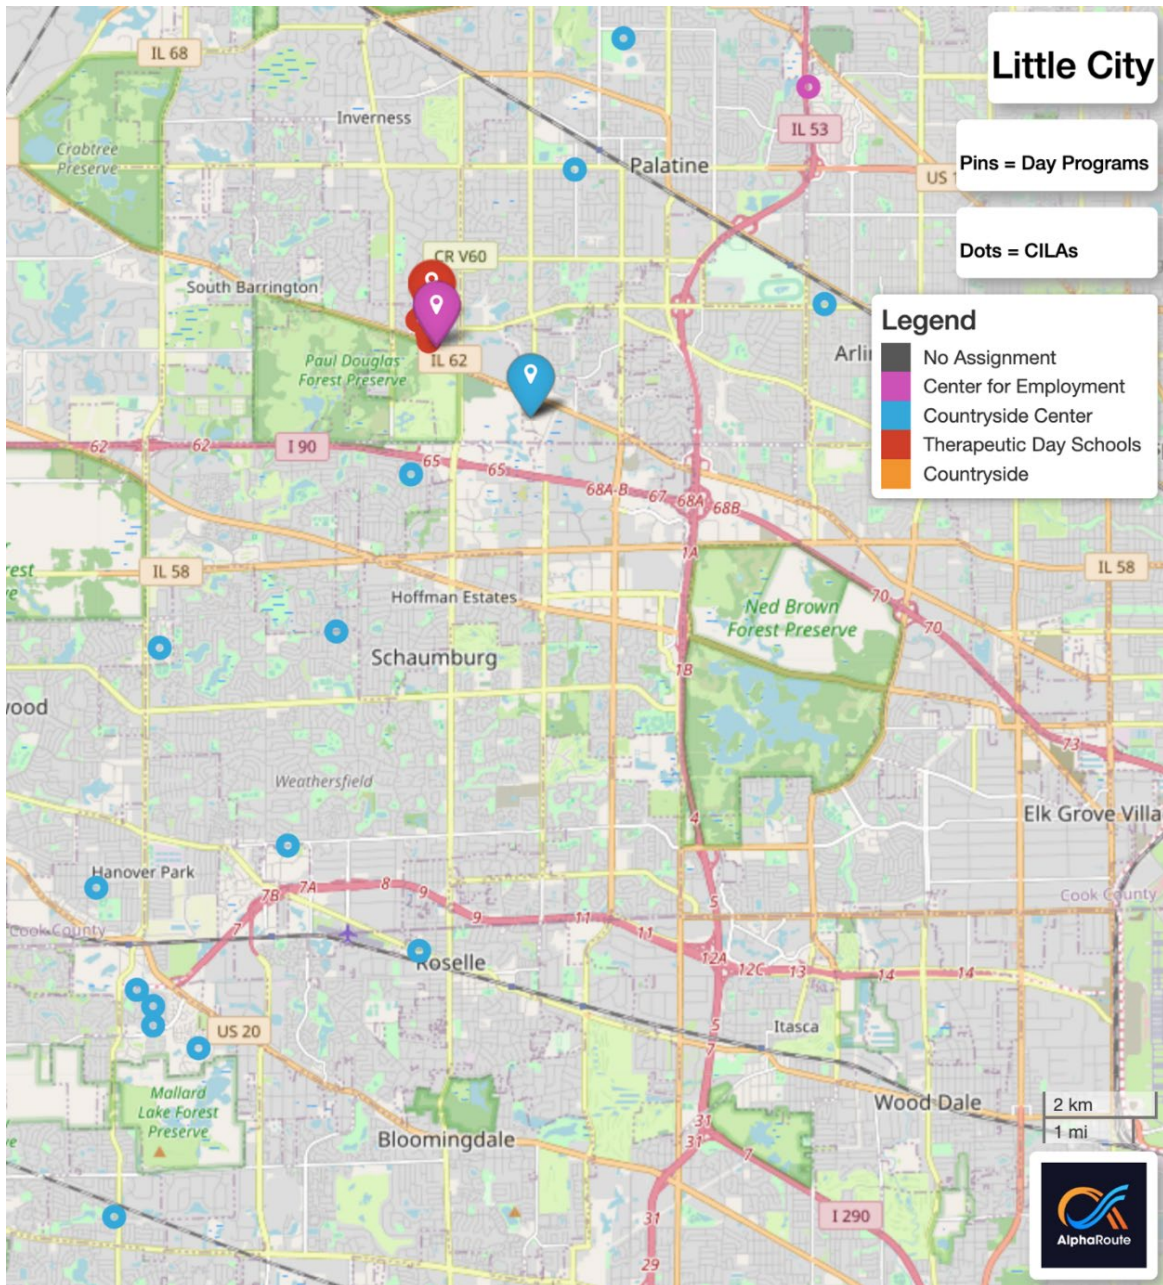 IL 68
Little City
Inverness
IL 53
Crabtree
Preserve
Palatine
Pins = Day Programs
US
CR V60
Dots = CILAs
South Barrington
Legend
No Assignment
Center for Employment
Countryside Center
Therapeutic Day Schools
Countryside
Paul Douglas
Forest Preserve
IL 62
62
62
I 90
65
65
68A-B
67
68A
68B
1A
IL 58
IL 58
Hoffman Estates
Ned Brown
Forest Preserve
70
70
Schaumburg
1B
73
Weathersfield
4
Elk Grove Villa
Hanover Park
7B
7A
8
9
9
11
11
5
Cook County
Cook County
7
Roselle
12A
12C
13
14
14
US 20
5
7
Itasca
Mallard
Lake Forest
Preserve
Wood Dale
2 km
1 mi
31
31
7
Bloomingdale
31
I 290
AlphaRoute
29